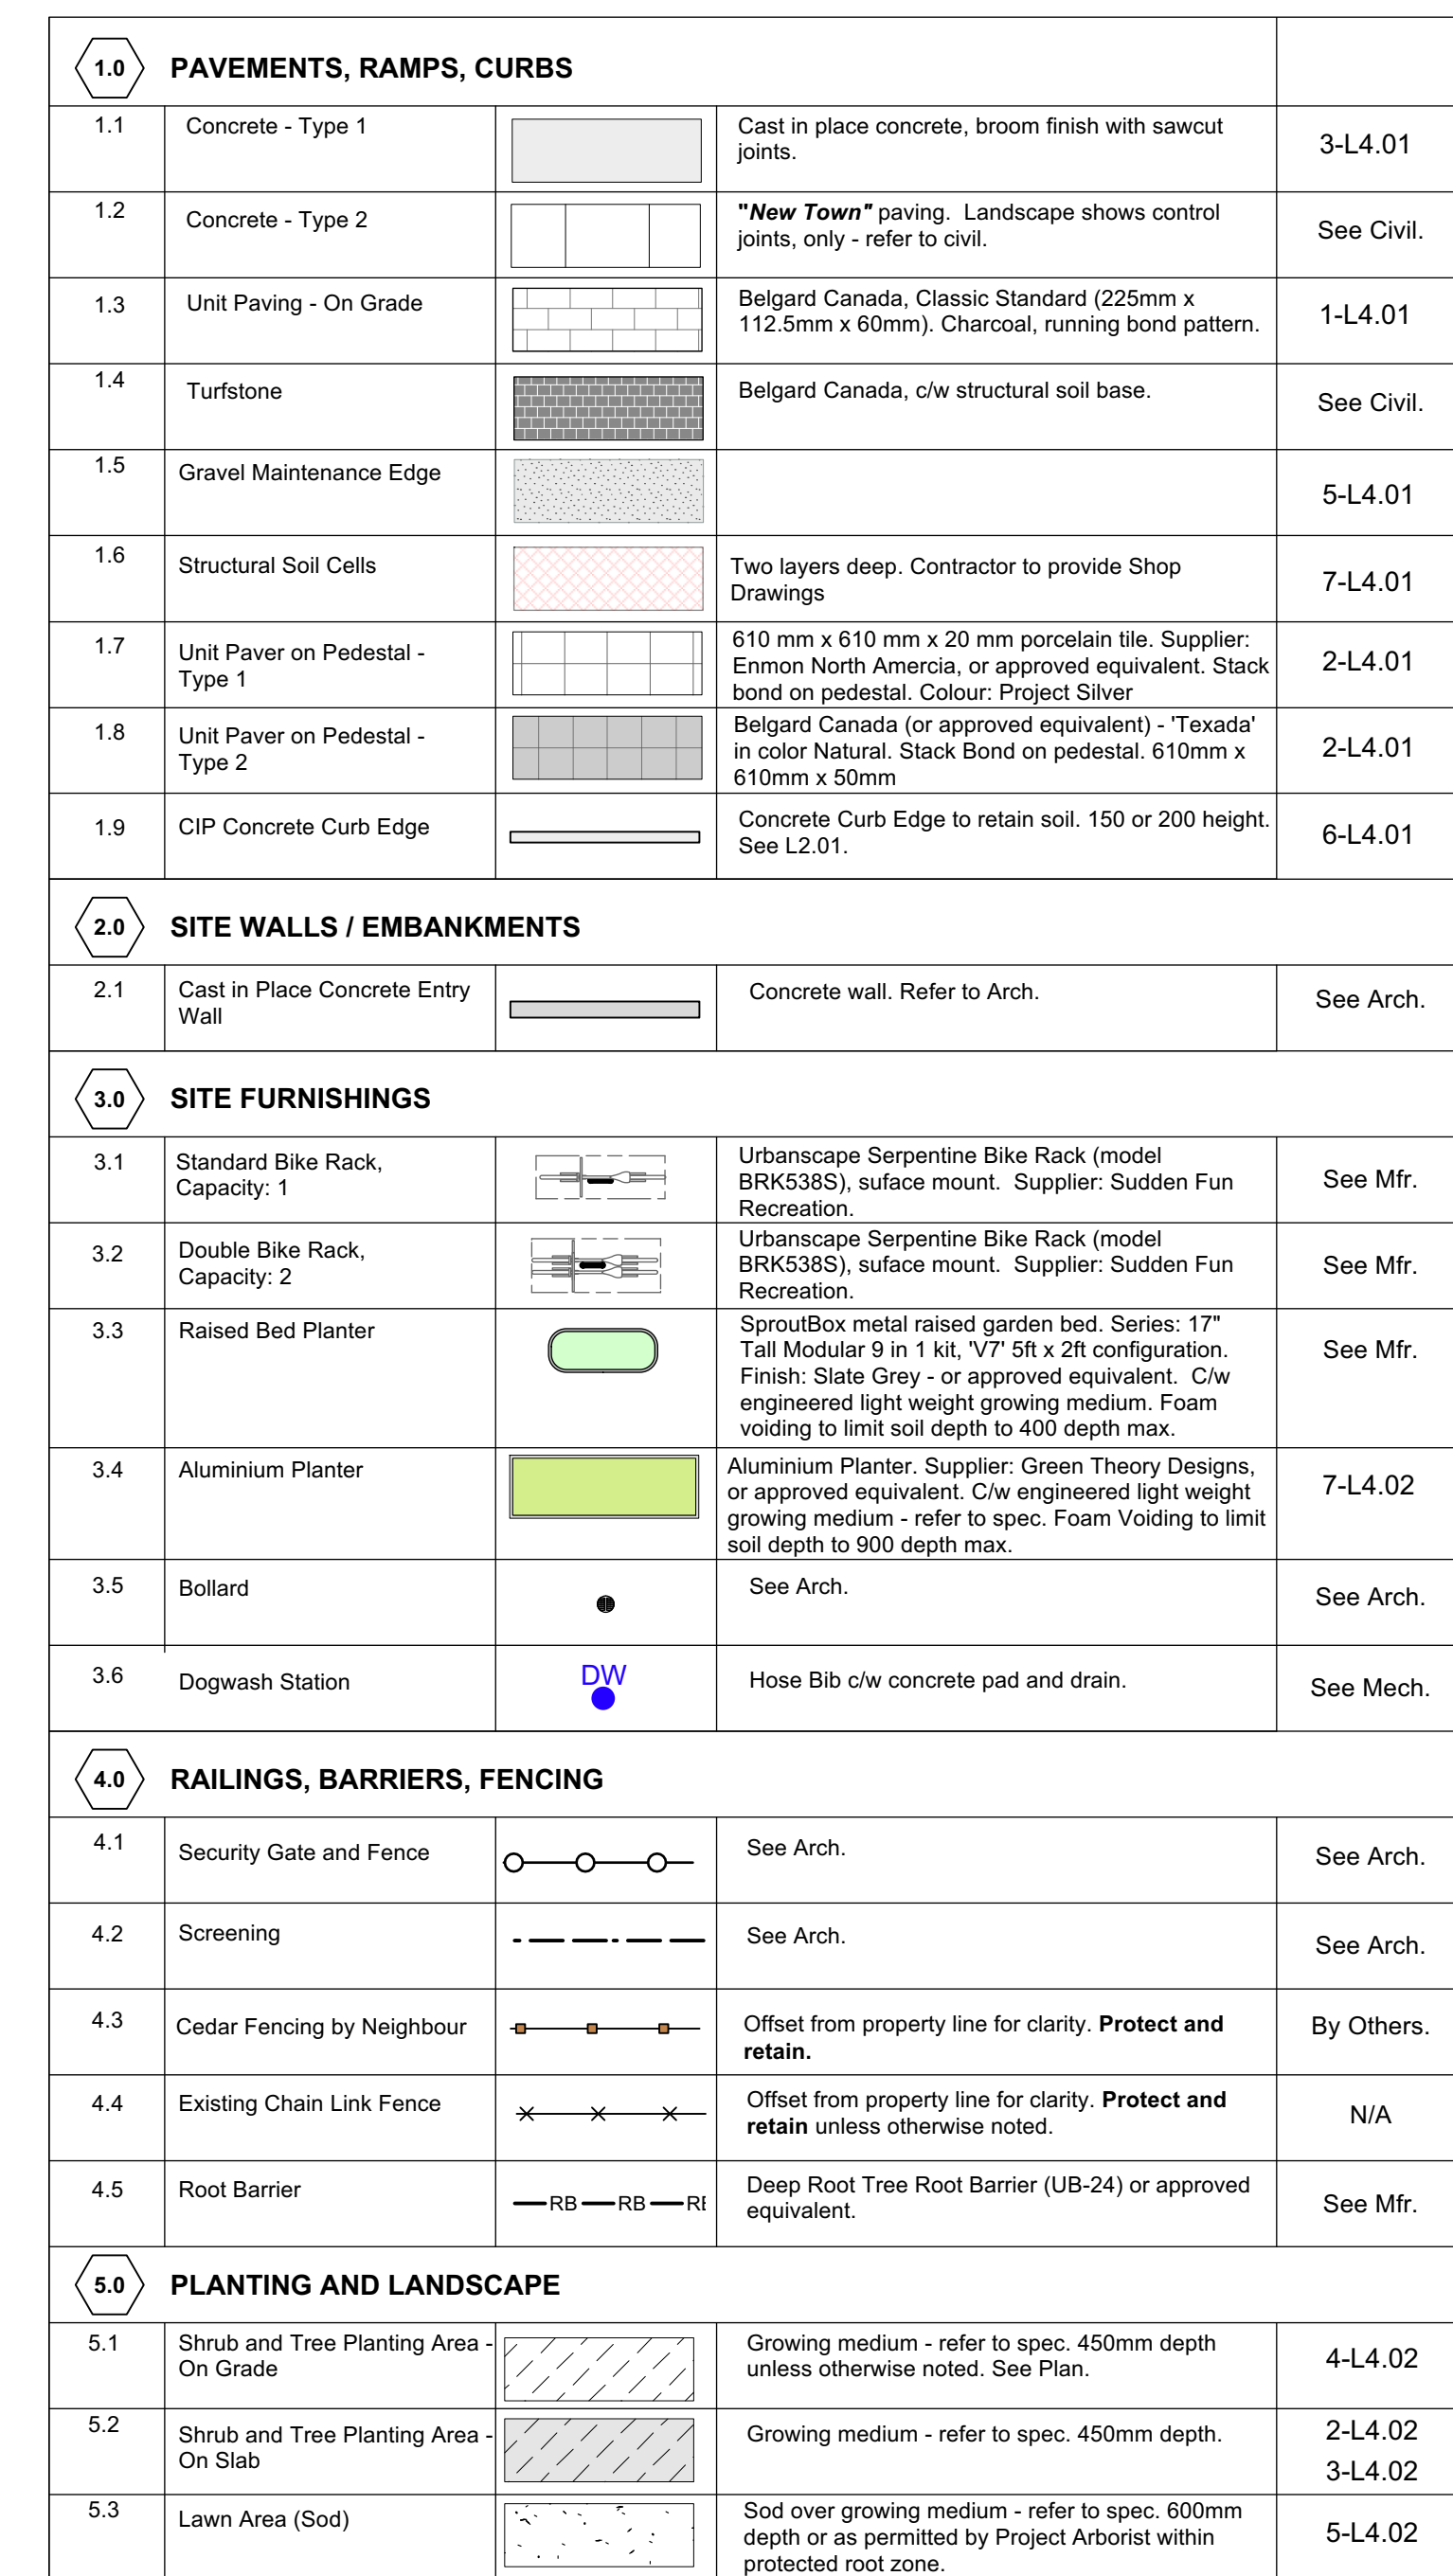 1.0 PAVEMENTS, RAMPS, CURBS
1.1 Concrete - Type 1 Cast in place concrete, broom finish with sawcut 3-L4.01
joints.
1.2 Concrete - Type 2 "New Town" paving. Landscape shows control See Civil.
joints, only - refer to civil.
1.3 Unit Paving - On Grade Belgard Canada, Classic Standard (225mm x 1-L4.01
112.5mm x 60mm). Charcoal, running bond pattern.
1.4 Turfstone Belgard Canada, c/w structural soil base. See Civil.
1.5 Gravel Maintenance Edge 5-L4.01
1.6 Structural Soil Cells Two layers deep. Contractor to provide Shop 7-L4.01
Drawings
1.7 Unit Paver on Pedestal - 610 mm x 610 mm x 20 mm porcelain tile. Supplier: 2-L4.01
Type 1 Enmon North Amercia, or approved equivalent. Stack
bond on pedestal. Colour: Project Silver
1.8 Unit Paver on Pedestal - Belgard Canada (or approved equivalent) - 'Texada' 2-L4.01
Type 2 in color Natural. Stack Bond on pedestal. 610mm x
610mm x 50mm
1.9 CIP Concrete Curb Edge Concrete Curb Edge to retain soil. 150 or 200 height. 6-L4.01
See L2.01.
2.0 SITE WALLS / EMBANKMENTS
2.1 Cast in Place Concrete Entry Concrete wall. Refer to Arch. See Arch.
Wall
3.0 SITE FURNISHINGS
3.1 Standard Bike Rack, Urbanscape Serpentine Bike Rack (model See Mfr.
Capacity: 1 BRK538S), suface mount. Supplier: Sudden Fun
Recreation.
3.2 Double Bike Rack, Urbanscape Serpentine Bike Rack (model See Mfr.
Capacity: 2 BRK538S), suface mount. Supplier: Sudden Fun
Recreation.
3.3 Raised Bed Planter SproutBox metal raised garden bed. Series: 17" See Mfr.
Tall Modular 9 in 1 kit, 'V7' 5ft x 2ft configuration.
Finish: Slate Grey - or approved equivalent. C/w
engineered light weight growing medium. Foam
voiding to limit soil depth to 400 depth max.
3.4 Aluminium Planter Aluminium Planter. Supplier: Green Theory Designs, 7-L4.02
or approved equivalent. C/w engineered light weight
growing medium - refer to spec. Foam Voiding to limit
soil depth to 900 depth max.
3.5 Bollard See Arch. See Arch.
3.6 Dogwash Station DW Hose Bib c/w concrete pad and drain. See Mech.
4.0 RAILINGS, BARRIERS, FENCING
4.1 Security Gate and Fence See Arch. See Arch.
4.2 Screening See Arch. See Arch.
4.3 Cedar Fencing by Neighbour Offset from property line for clarity. Protect and By Others.
retain.
4.4 Existing Chain Link Fence Offset from property line for clarity. Protect and N/A
retain unless otherwise noted.
4.5 Root Barrier RB RB Deep Root Tree Root Barrier (UB-24) or approved See Mfr.
equivalent.
5.0 PLANTING AND LANDSCAPE
5.1 Shrub and Tree Planting Area - Growing medium - refer to spec. 450mm depth 4-L4.02
On Grade unless otherwise noted. See Plan.
5.2 Shrub and Tree Planting Area - Growing medium - refer to spec. 450mm depth. 2-L4.02
On Slab 3-L4.02
5.3 Lawn Area (Sod) Sod over growing medium - refer to spec. 600mm 5-L4.02
depth or as permitted by Project Arborist within
protected root zone.